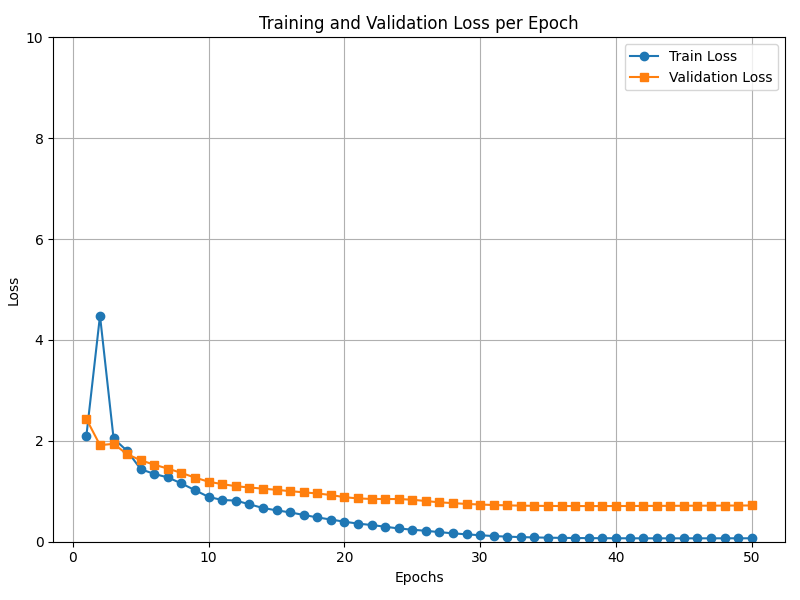 Training and Validation Loss per Epoch
Train Loss
Validation Loss
10
8
6
4
2
0
Loss
0 10 20 30 40 50
Epochs